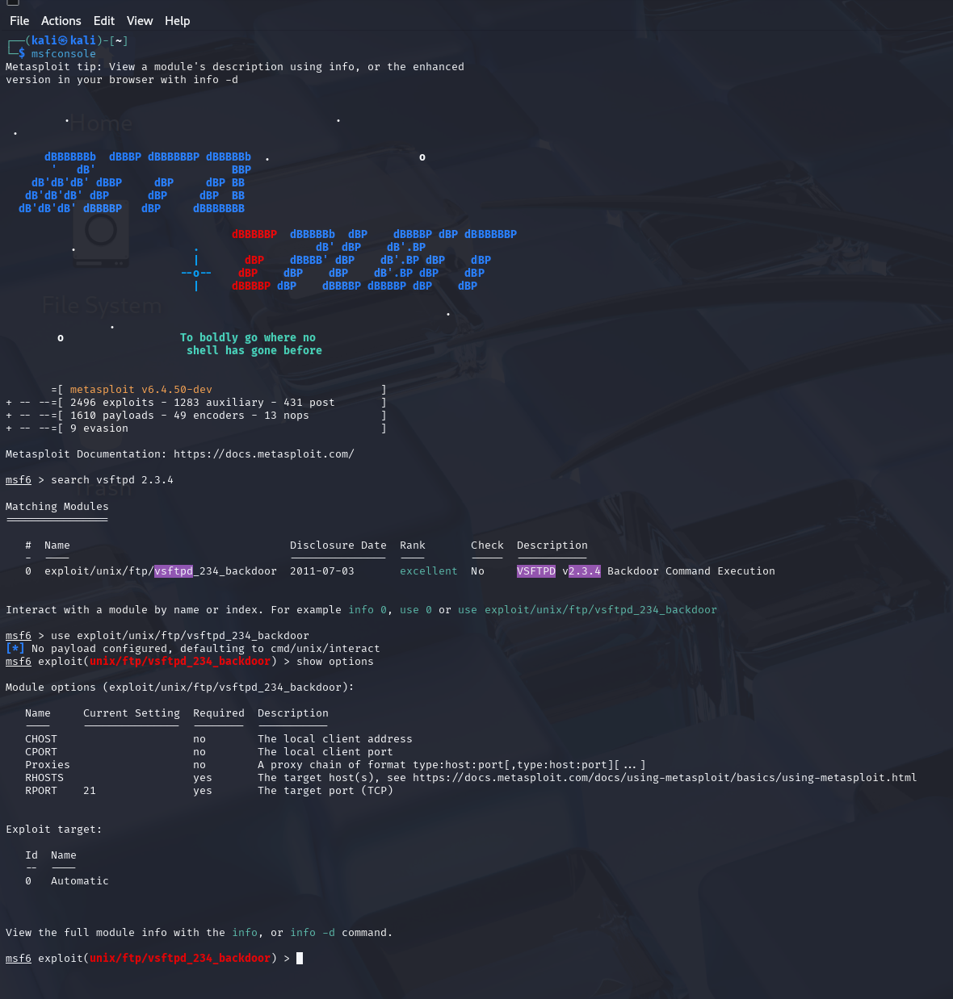 File Actions Edit View Help
┌──(kali㉿kali)-[~]
└─$ msfconsole
Metasploit tip: View a module's description using info, or the enhanced
version in your browser with info -d
Home
dBBBBBBb  dBBBP dBBBBBBP dBBBBBb  .                       o
'   dB'                     BBP
dB'dB'dB' dBBP     dBP     dBP BB
dB'dB'dB' dBP      dBP     dBP  BB
dB'dB'dB' dBBBBP   dBP     dBBBBBBB
dBBBBBP  dBBBBBb  dBP    dBBBBP dBP dBBBBBBP
.                  .                  dB' dBP    dB'.BP
|       dBP    dBBBB' dBP    dB'.BP dBP    dBP
--o--    dBP    dBP    dBP    dB'.BP dBP    dBP
|     dBBBBP dBP    dBBBBP dBBBBP dBP    dBP
File System
o                  To boldly go where no
shell has gone before
=[ metasploit v6.4.50-dev                          ]
+ -- --=[ 2496 exploits - 1283 auxiliary - 431 post       ]
+ -- --=[ 1610 payloads - 49 encoders - 13 nops           ]
+ -- --=[ 9 evasion                                       ]
Metasploit Documentation: https://docs.metasploit.com/
msf6 > search vsftpd 2.3.4
Trash
Matching Modules
================
#  Name                                  Disclosure Date  Rank       Check  Description
-  ----                                  ---------------  ----       -----  -----------
0  exploit/unix/ftp/vsftpd_234_backdoor  2011-07-03       excellent  No     VSFTPD v2.3.4 Backdoor Command Execution
Interact with a module by name or index. For example info 0, use 0 or use exploit/unix/ftp/vsftpd_234_backdoor
msf6 > use exploit/unix/ftp/vsftpd_234_backdoor
[*] No payload configured, defaulting to cmd/unix/interact
msf6 exploit(unix/ftp/vsftpd_234_backdoor) > show options
Module options (exploit/unix/ftp/vsftpd_234_backdoor):
Name     Current Setting  Required  Description
----     ---------------  --------  -----------
CHOST                     no        The local client address
CPORT                     no        The local client port
Proxies                   no        A proxy chain of format type:host:port[,type:host:port][...]
RHOSTS                    yes       The target host(s), see https://docs.metasploit.com/docs/using-metasploit/basics/using-metasploit.html
RPORT    21               yes       The target port (TCP)
Exploit target:
Id  Name
--  ----
0   Automatic
View the full module info with the info, or info -d command.
msf6 exploit(unix/ftp/vsftpd_234_backdoor) >